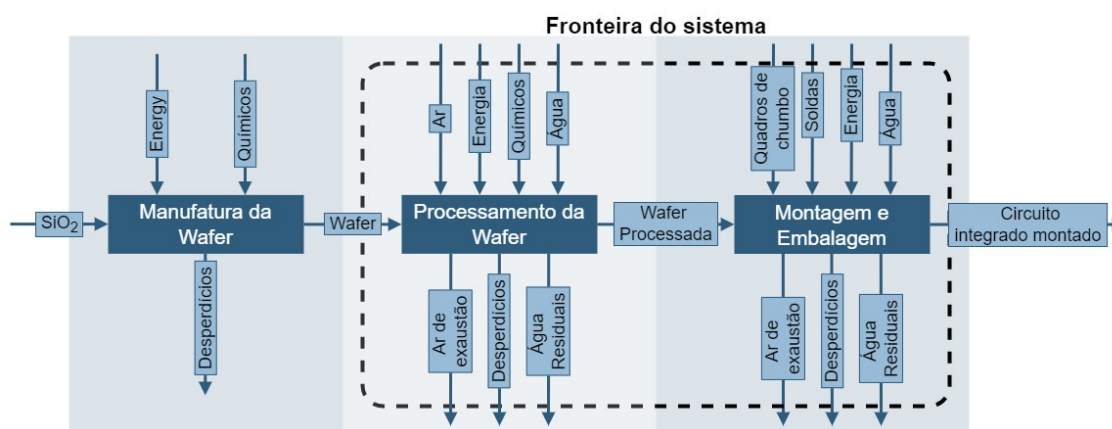 Fronteira do sistema
Energy
Químicos
Ar
Energia
Químicos
Água
Quadros de
chumbo
Soldas
Energia
Água
SiO₂
Manufatura da
Wafer
Wafer
Processamento da
Wafer
Wafer
Processada
Montagem e
Embalagem
Circuito
integrado montado
Desperdícios
Ar de
exaustão
Desperdícios
Água
Residuais
Ar de
exaustão
Desperdícios
Água
Residuais